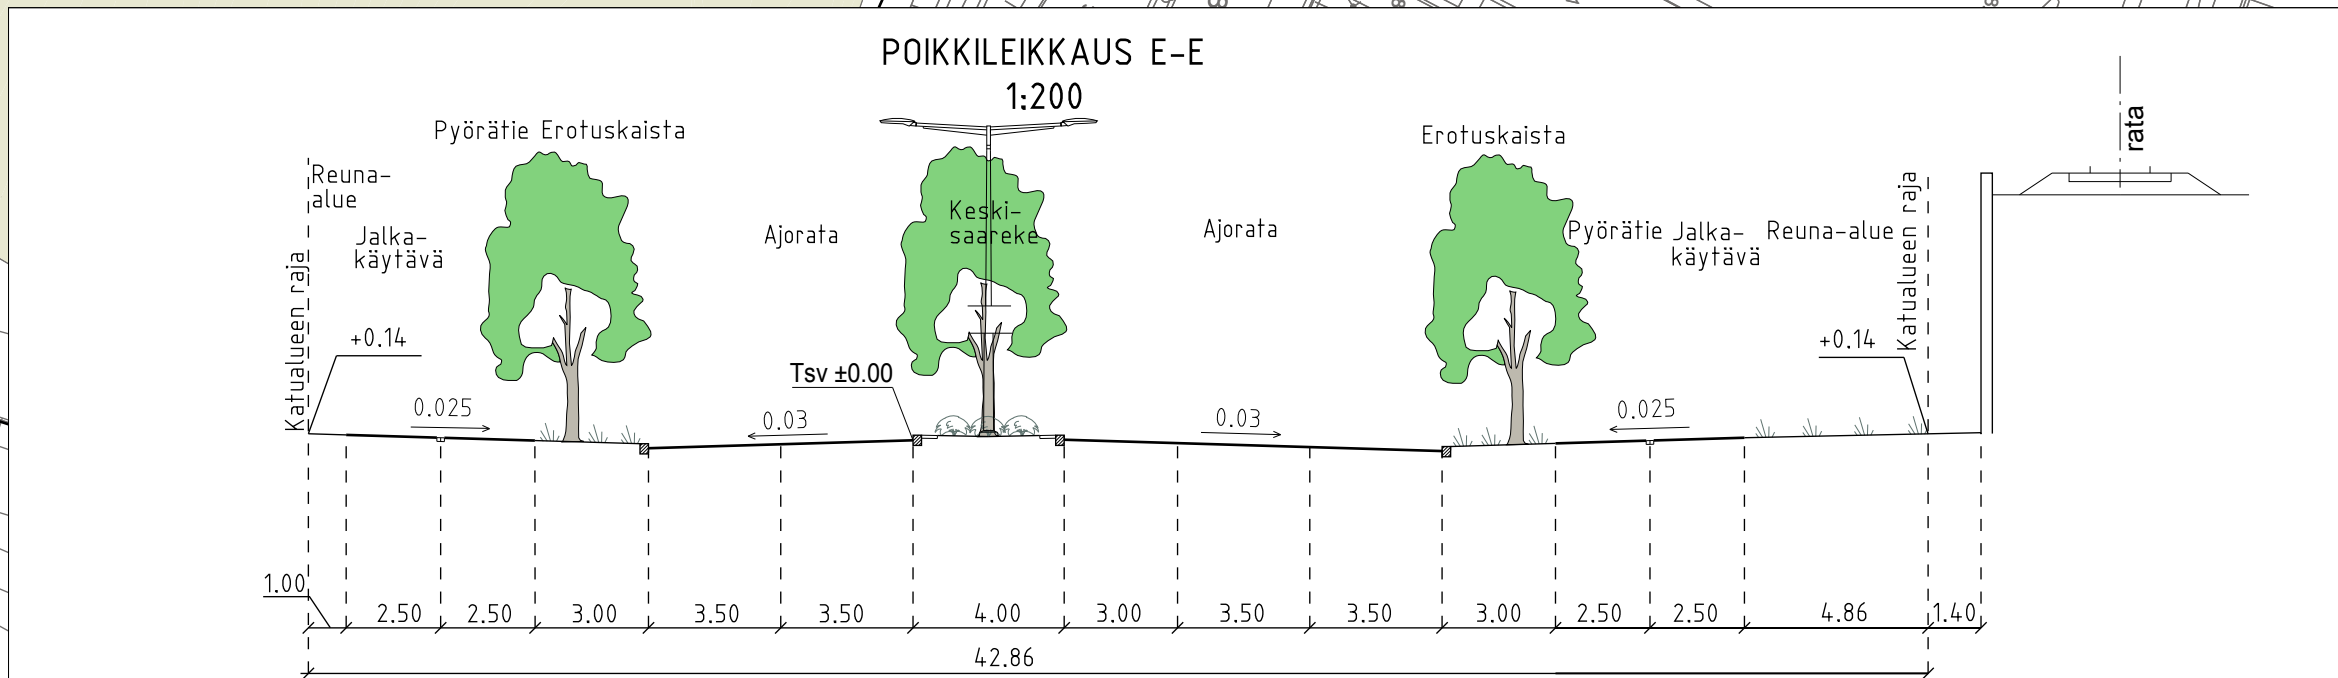 POIKKILEIKKAUS E-E
1:200
Pyörätie Erotuskaista
Erotuskaista
rata
Reuna-
alue
Jalka-
käytävä
Ajorata
Keski-
saareke
Ajorata
Pyörätie
Jalka-
käytävä
Reuna-alue
Katualueen raja
Katualueen raja
+0.14
Tsv ±0.00
+0.14
0.025
0.03
0.03
0.025
1.00
2.50 2.50 3.00 3.50 3.50 4.00 3.00 3.50 3.50 3.00 2.50 2.50 4.86 1.40
42.86